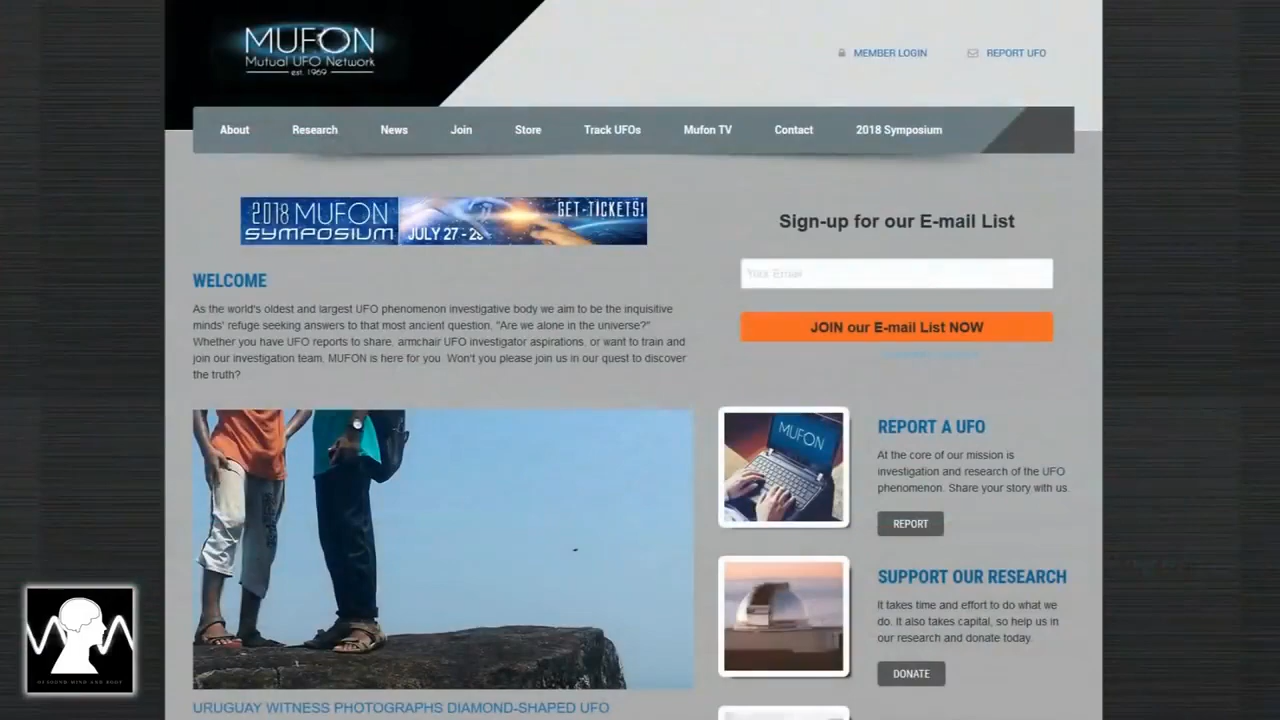 MUFON
Mutual UFO Network
est. 1969
MEMBER LOGIN
REPORT UFO
About
Research
News
Join
Store
Track UFOs
Mufon TV
Contact
2018 Symposium
2018 MUFON
SYMPOSIUM
JULY 27 - 29
GET-TICKETS!
Sign-up for our E-mail List
Your Email
JOIN our E-mail List NOW
WELCOME
As the world's oldest and largest UFO phenomenon investigative body we aim to be the inquisitive
minds' refuge seeking answers to that most ancient question, "Are we alone in the universe?"
Whether you have UFO reports to share, armchair UFO investigator aspirations, or want to train and
join our investigation team, MUFON is here for you. Won't you please join us in our quest to discover
the truth?
MUFON
REPORT A UFO
At the core of our mission is
investigation and research of the UFO
phenomenon. Share your story with us.
REPORT
SUPPORT OUR RESEARCH
It takes time and effort to do what we
do. It also takes capital, so help us in
our research and donate today.
DONATE
URUGUAY WITNESS PHOTOGRAPHS DIAMOND-SHAPED UFO
OF SOUND MIND AND BODY